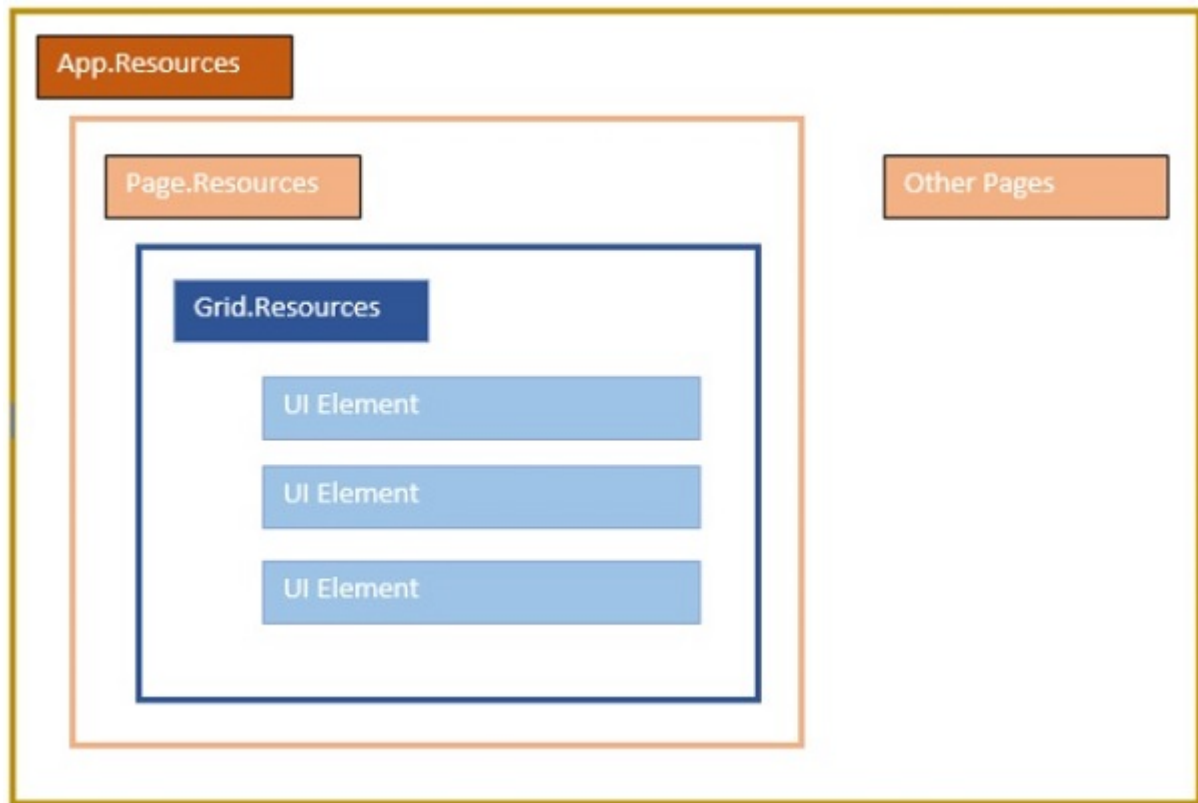 App.Resources
Page.Resources
Other Pages
Grid.Resources
UI Element
UI Element
UI Element